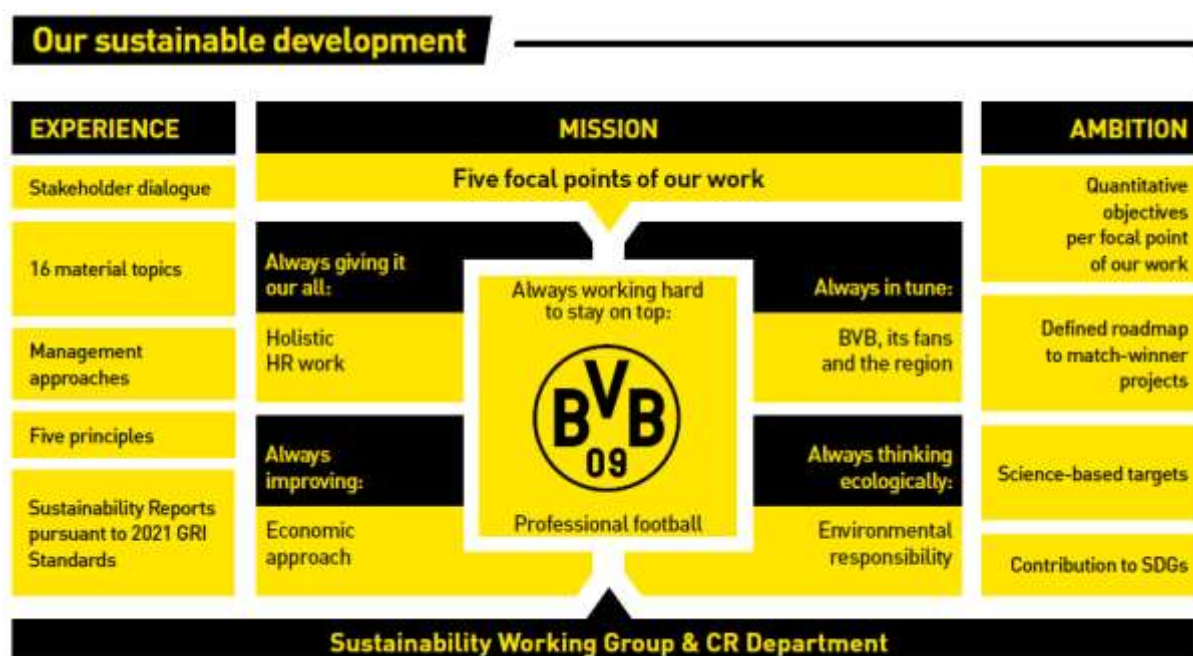 Our sustainable development
EXPERIENCE
Stakeholder dialogue
16 material topics
Management
approaches
Five principles
Sustainability Reports
pursuant to 2021 GRI
Standards
MISSION
Five focal points of our work
Always giving it
our all:
Holistic
HR work
Always working hard
to stay on top:
BVB
09
Professional football
Always in tune:
BVB, its fans
and the region
Always
improving:
Economic
approach
Always thinking
ecologically:
Environmental
responsibility
AMBITION
Quantitative
objectives
per focal point
of our work
Defined roadmap
to match-winner
projects
Science-based targets
Contribution to SDGs
Sustainability Working Group & CR Department